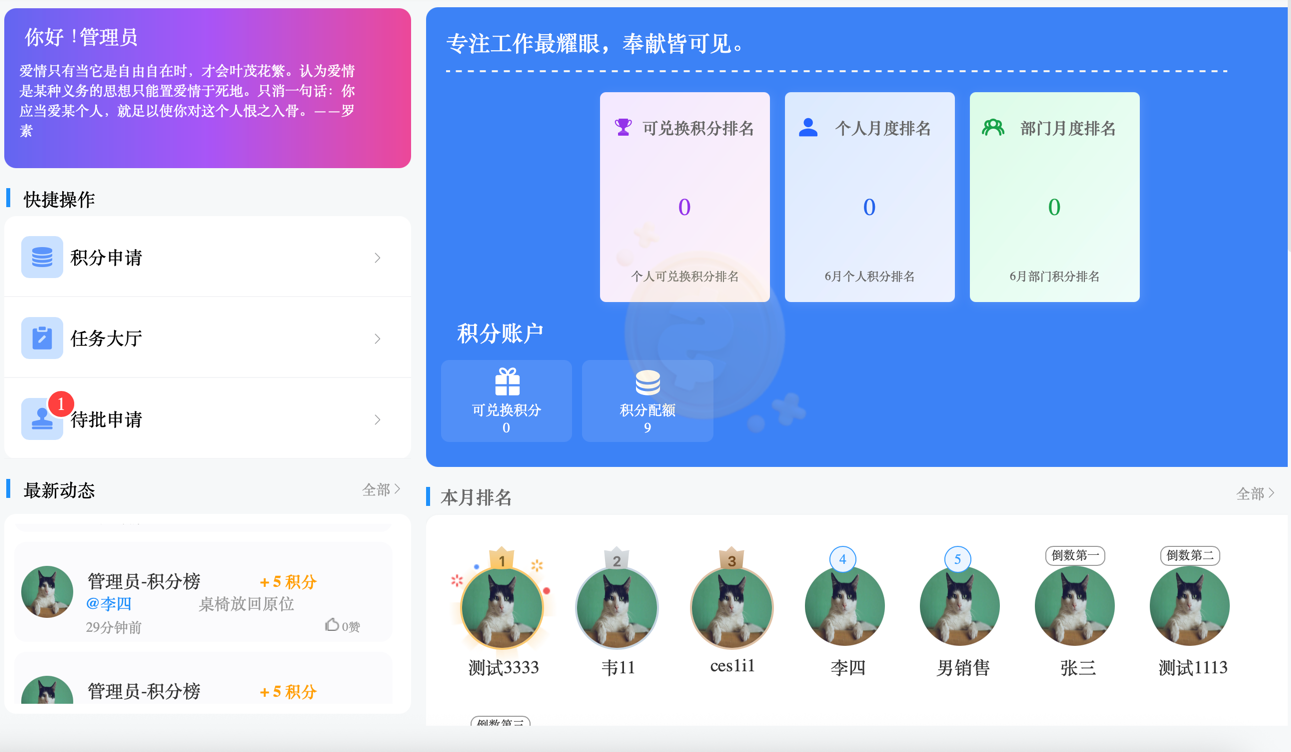 你好 !管理员
爱情只有当它是自由自在时，才会叶茂花繁。认为爱情
是某种义务的思想只能置爱情于死地。只消一句话：你
应当爱某个人，就足以使你对这个人恨之入骨。——罗
素
快捷操作
积分申请
任务大厅
1
待批申请
最新动态
全部
管理员-积分榜
+5 积分
@李四
桌椅放回原位
29分钟前
0赞
管理员-积分榜
+5 积分
专注工作最耀眼，奉献皆可见。
可兑换积分排名
0
个人可兑换积分排名
个人月度排名
0
6月个人积分排名
部门月度排名
0
6月部门积分排名
积分账户
可兑换积分
0
积分配额
9
本月排名
全部
1
测试3333
2
韦11
3
ces1i1
4
李四
5
男销售
倒数第一
张三
倒数第二
测试1113
倒数第三